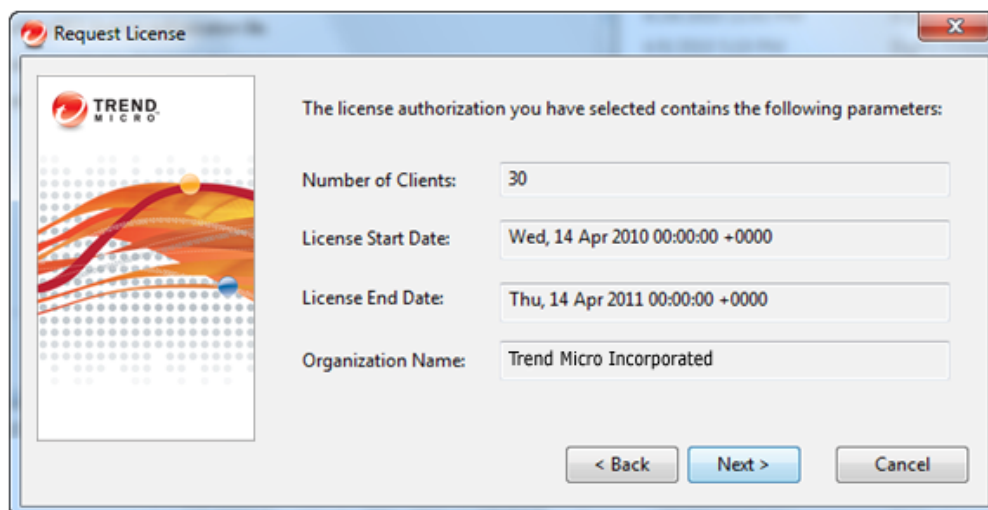 Request License
TREND
MICRO
The license authorization you have selected contains the following parameters:
Number of Clients: 30
License Start Date: Wed, 14 Apr 2010 00:00:00 +0000
License End Date: Thu, 14 Apr 2011 00:00:00 +0000
Organization Name: Trend Micro Incorporated
< Back Next > Cancel